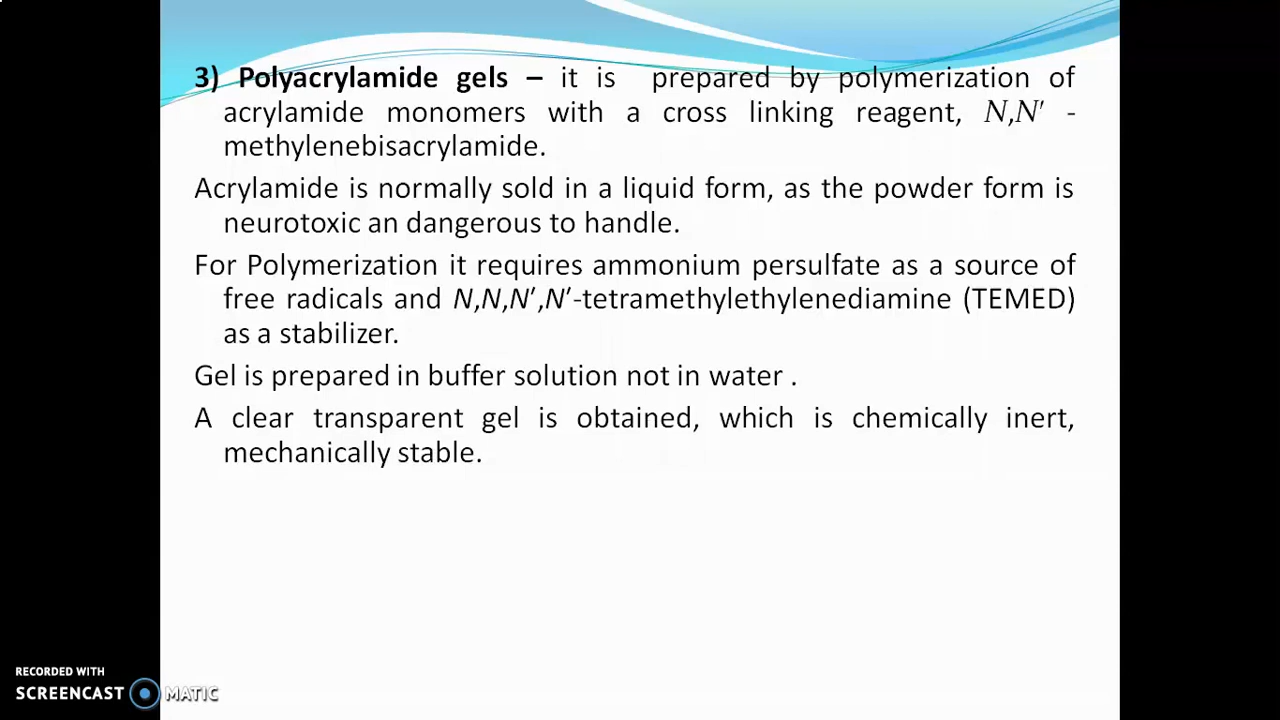 3) Polyacrylamide gels – it is prepared by polymerization of
acrylamide monomers with a cross linking reagent, N,N′ -
methylenebisacrylamide.
Acrylamide is normally sold in a liquid form, as the powder form is
neurotoxic an dangerous to handle.
For Polymerization it requires ammonium persulfate as a source of
free radicals and N,N,N′,N′-tetramethylethylenediamine (TEMED)
as a stabilizer.
Gel is prepared in buffer solution not in water .
A clear transparent gel is obtained, which is chemically inert,
mechanically stable.
RECORDED WITH
SCREENCAST MATIC